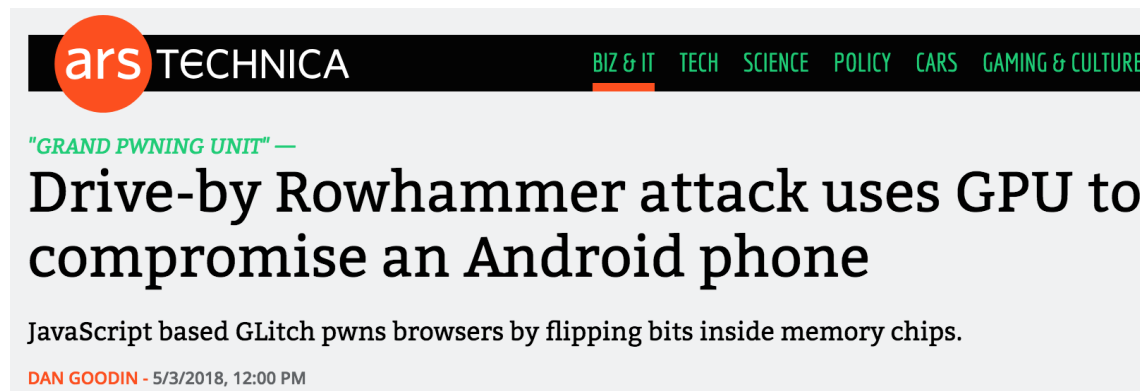 ars TECHNICA
BIZ & IT TECH SCIENCE POLICY CARS GAMING & CULTURE
"GRAND PWNING UNIT" —
Drive-by Rowhammer attack uses GPU to
compromise an Android phone
JavaScript based GLitch pwns browsers by flipping bits inside memory chips.
DAN GOODIN - 5/3/2018, 12:00 PM